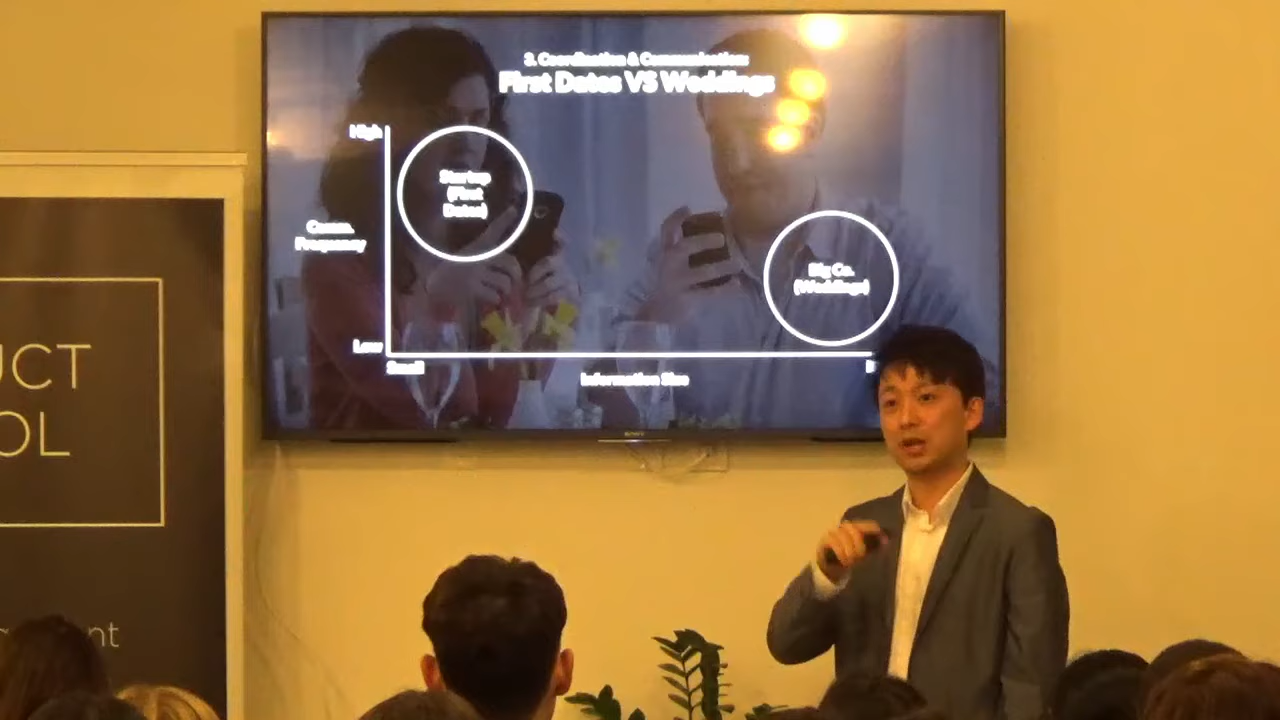 3. Coordination & Communication:
First Dates VS Weddings
High
Startup
(First
Dates)
Comm.
Frequency
Big Co.
(Weddings)
Low
Small
Information Size
SONY
UCT
OL